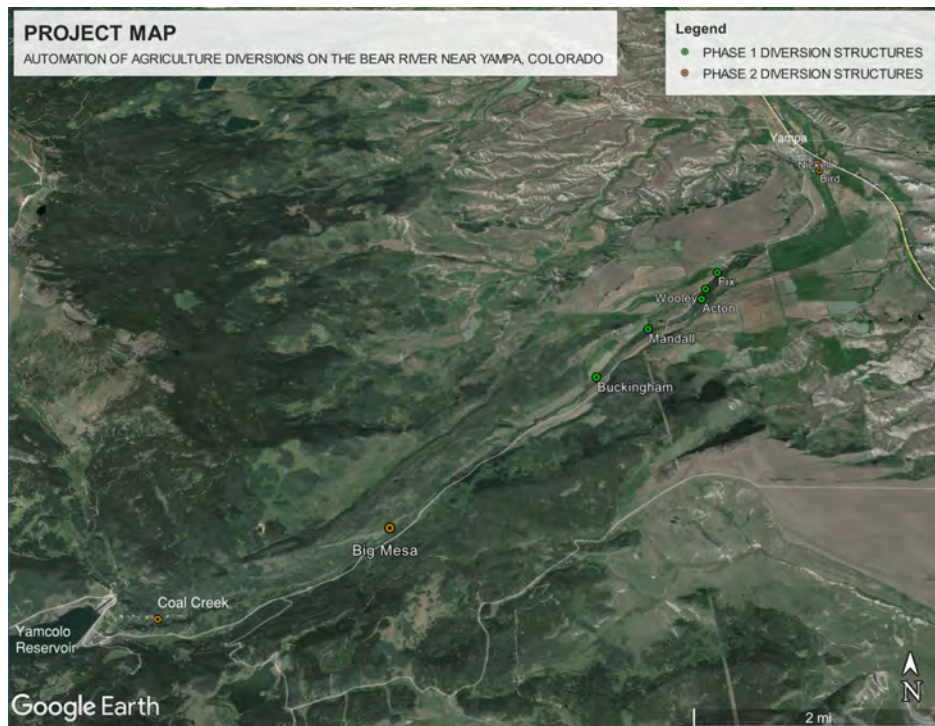 PROJECT MAP
AUTOMATION OF AGRICULTURE DIVERSIONS ON THE BEAR RIVER NEAR YAMPA, COLORADO
Legend
PHASE 1 DIVERSION STRUCTURES
PHASE 2 DIVERSION STRUCTURES
Yampa
Bird
Fix
Wooley
Acton
Mandall
Buckingham
Big Mesa
Coal Creek
Yamcolo
Reservoir
Google Earth
N
2 mi